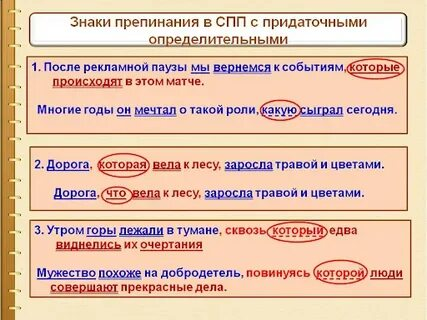 Знаки препинания в СПП с придаточными
определительными
1. После рекламной паузы мы вернемся к событиям, которые
происходят в этом матче.
Многие годы он мечтал о такой роли, какую сыграл сегодня.
2. Дорога, которая вела к лесу, заросла травой и цветами.
Дорога, что вела к лесу, заросла травой и цветами.
3. Утром горы лежали в тумане, сквозь который едва
виднелись их очертания
Мужество похоже на добродетель, повинуясь которой люди
совершают прекрасные дела.